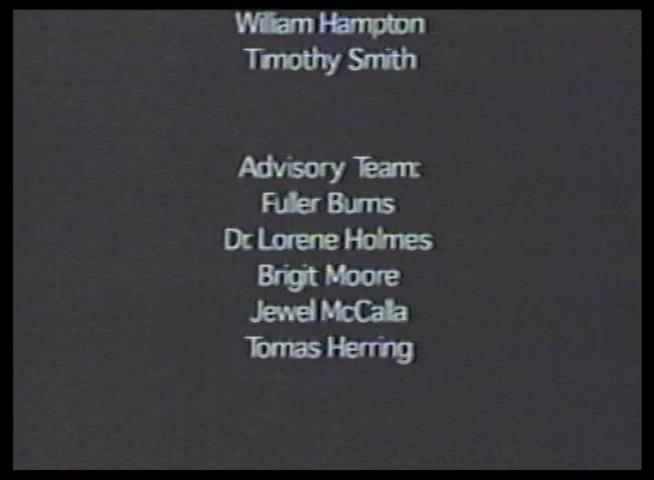 William Hampton
Timothy Smith
Advisory Team:
Fuller Burns
Dr. Lorene Holmes
Brigit Moore
Jewel McCalla
Tomas Herring